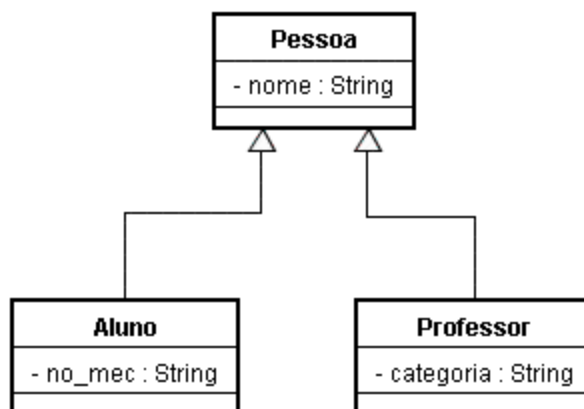 Pessoa
- nome : String
Aluno
- no_mec : String
Professor
- categoria : String